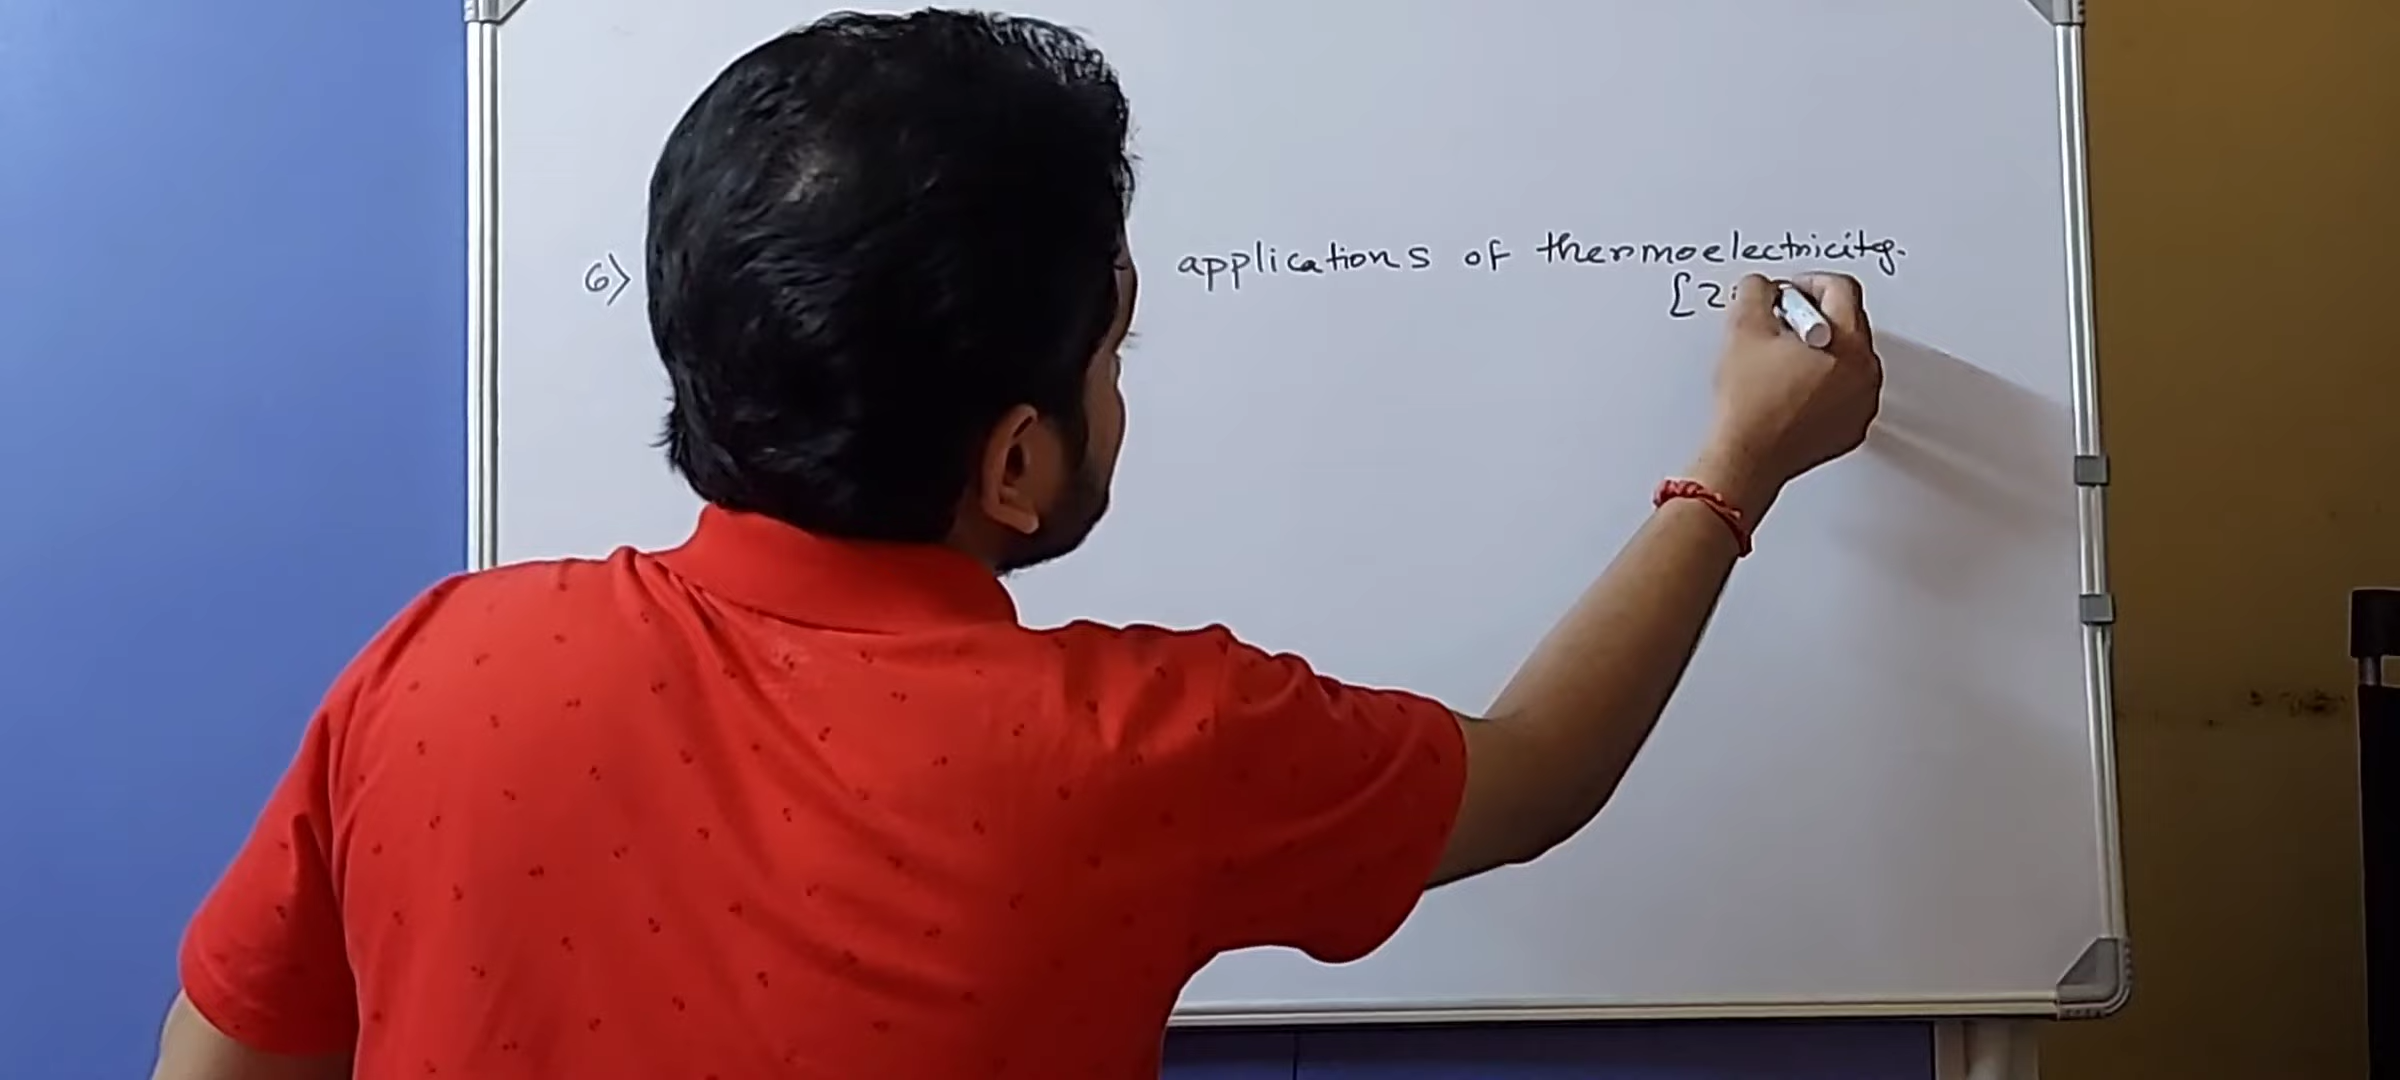 6) applications of thermoelectricity.
[2